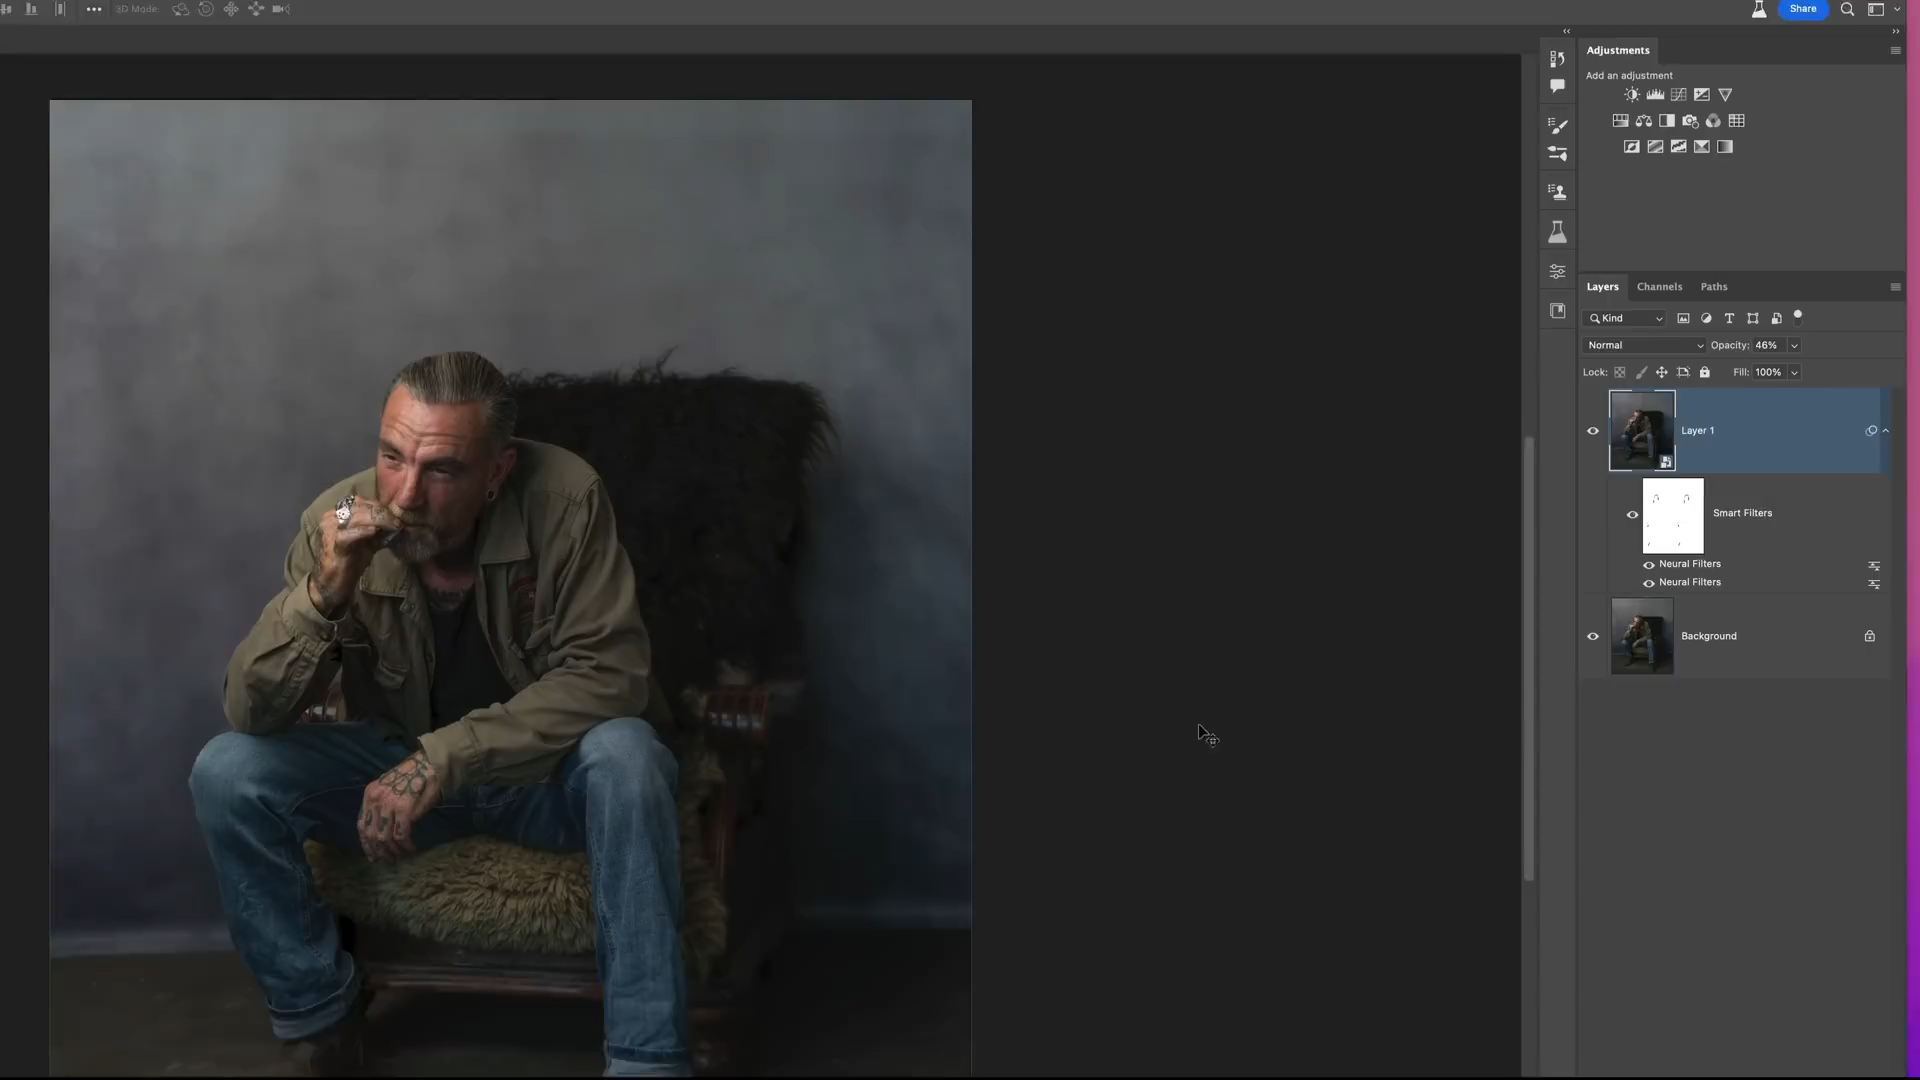 3D Mode:
Share
Adjustments
Add an adjustment
Layers
Channels
Paths
Kind
Normal
Opacity: 46%
Lock:
Fill: 100%
Layer 1
Smart Filters
Neural Filters
Neural Filters
Background